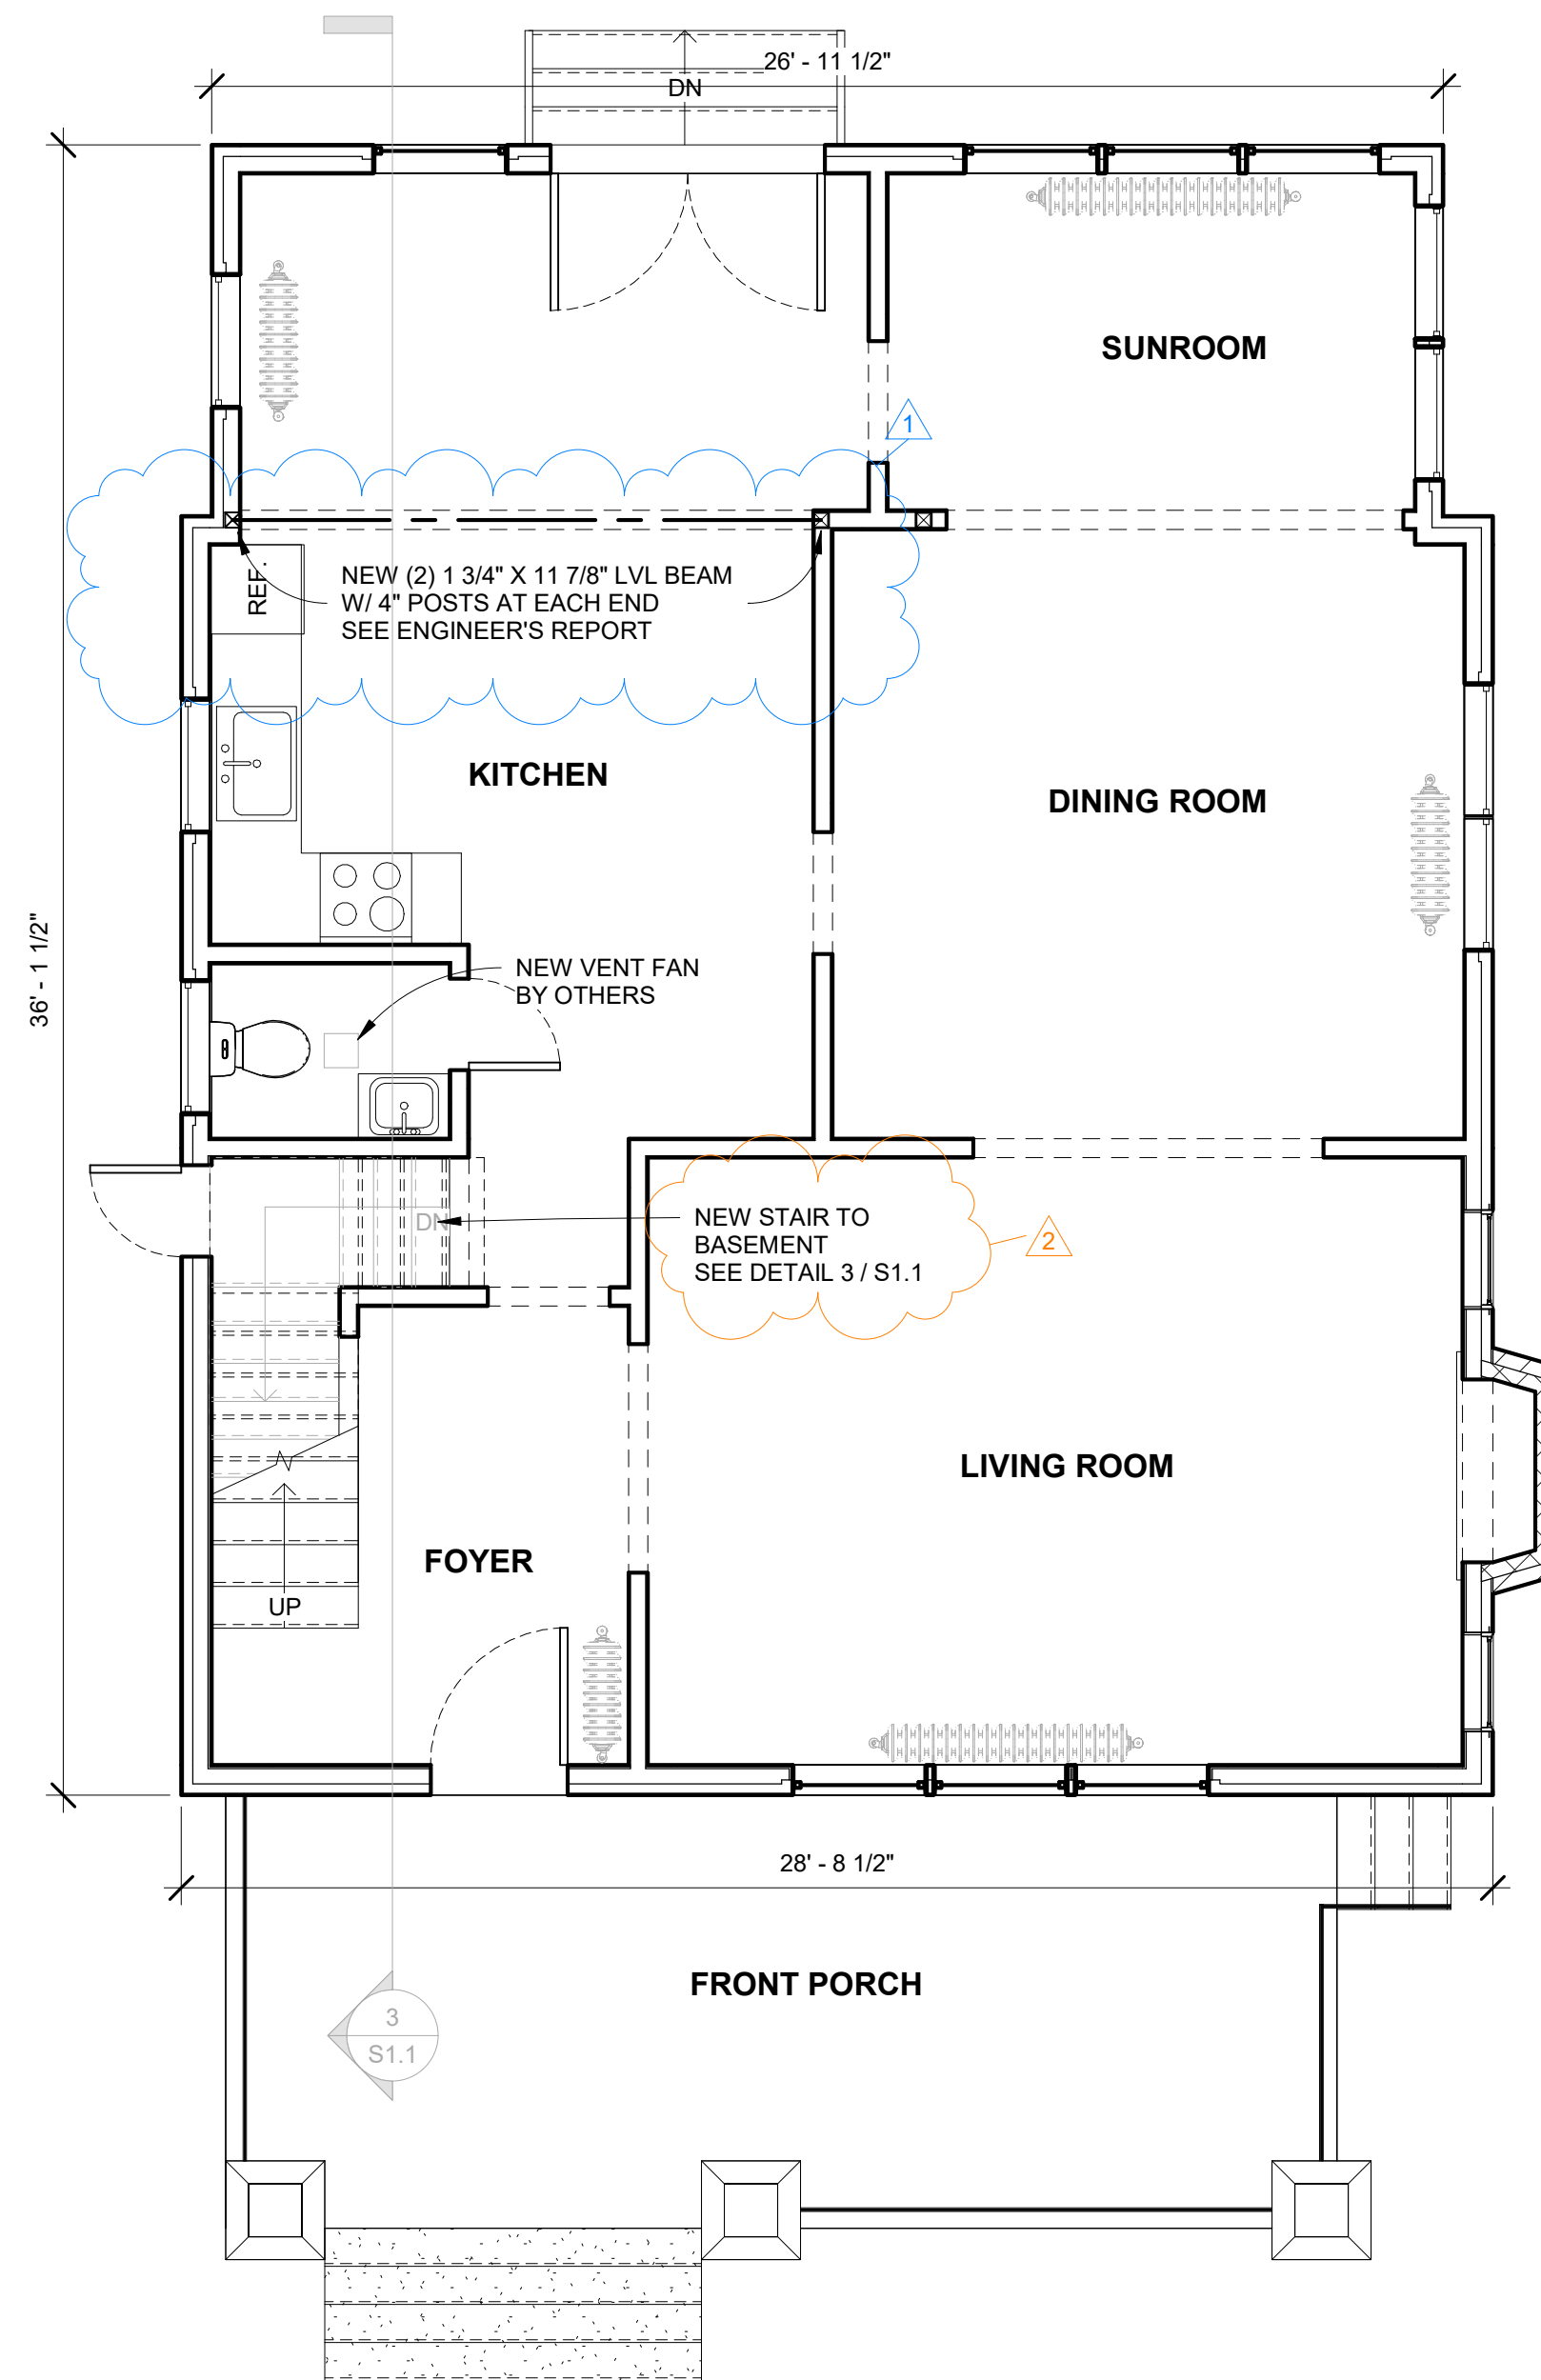 26' - 11 1/2"
DN
SUNROOM
1
REF.
NEW (2) 1 3/4" X 11 7/8" LVL BEAM
W/ 4" POSTS AT EACH END
SEE ENGINEER'S REPORT
KITCHEN
DINING ROOM
36' - 1 1/2"
NEW VENT FAN
BY OTHERS
DN
NEW STAIR TO
BASEMENT
SEE DETAIL 3 / S1.1
2
LIVING ROOM
FOYER
UP
28' - 8 1/2"
FRONT PORCH
3
S1.1